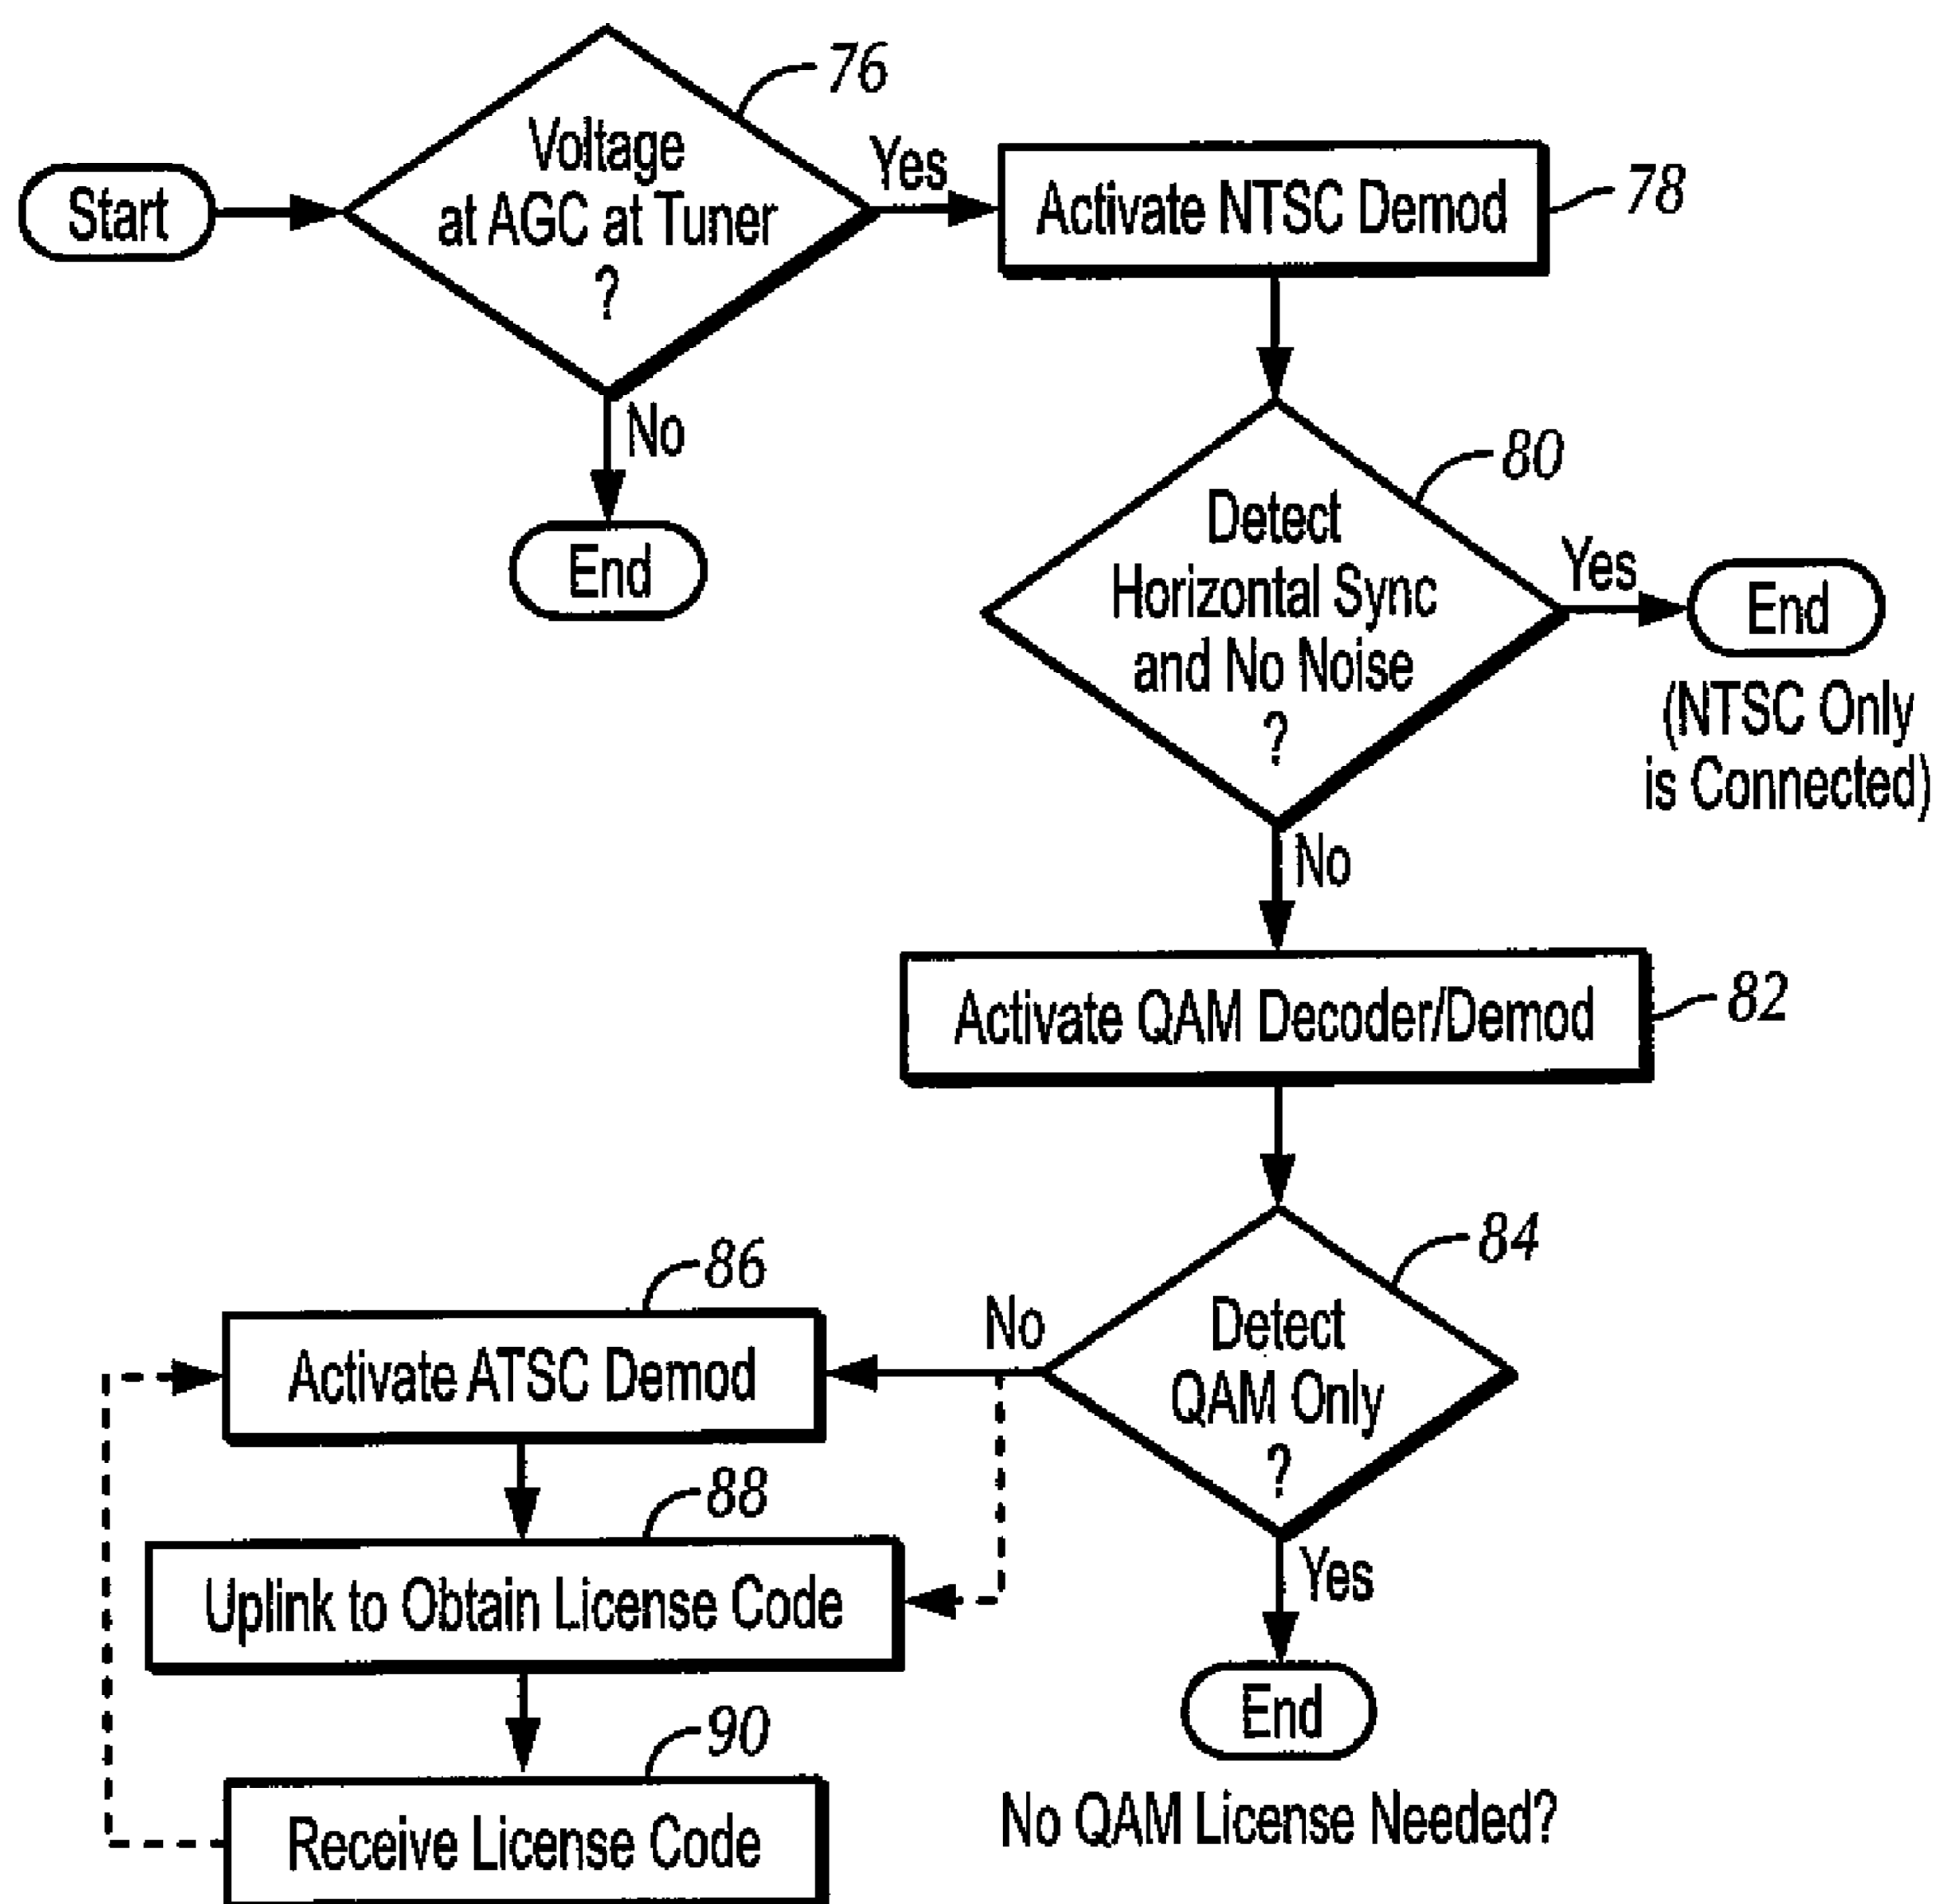 76
Start
Voltage
at AGC at Tuner
?
Yes
Activate NTSC Demod
78
No
End
80
Detect
Horizontal Sync
and No Noise
?
Yes
End
(NTSC Only
is Connected)
No
Activate QAM Decoder/Demod
82
84
Detect
QAM Only
?
No
86
Activate ATSC Demod
88
Uplink to Obtain License Code
90
Receive License Code
Yes
End
No QAM License Needed?